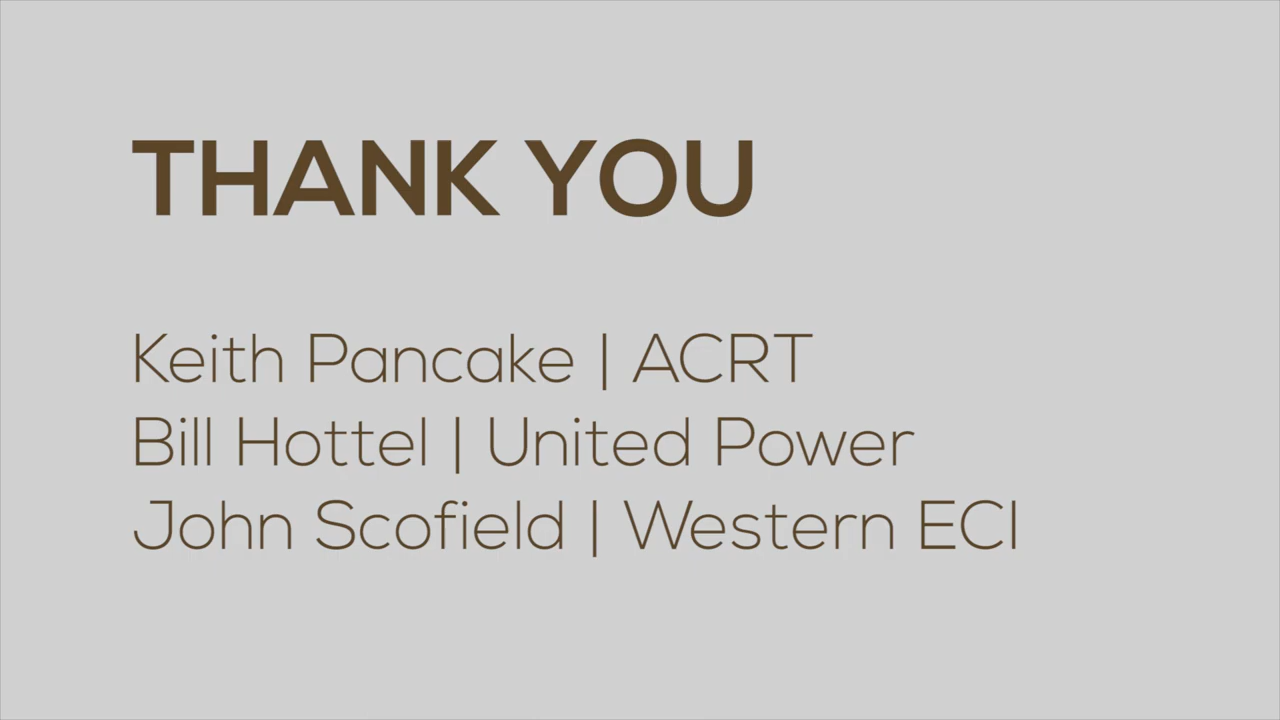 THANK YOU
Keith Pancake | ACRT
Bill Hottel | United Power
John Scofield | Western ECI